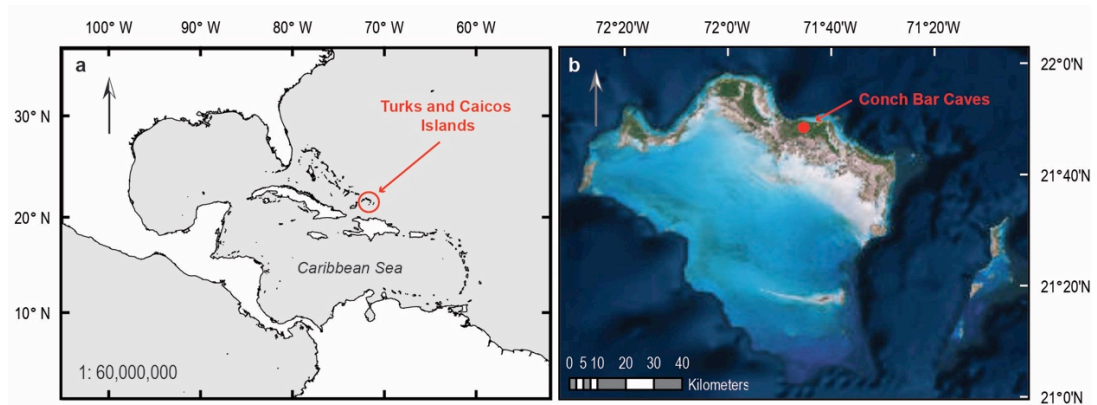 100° W 90° W 80° W 70° W 60° W
72°20'W 72°0'W 71°40'W 71°20'W
a
30° N
20° N
10° N
Turks and Caicos
Islands
Caribbean Sea
1: 60,000,000
b
Conch Bar Caves
22°0'N
21°40'N
21°20'N
21°0'N
0 5 10 20 30 40
Kilometers